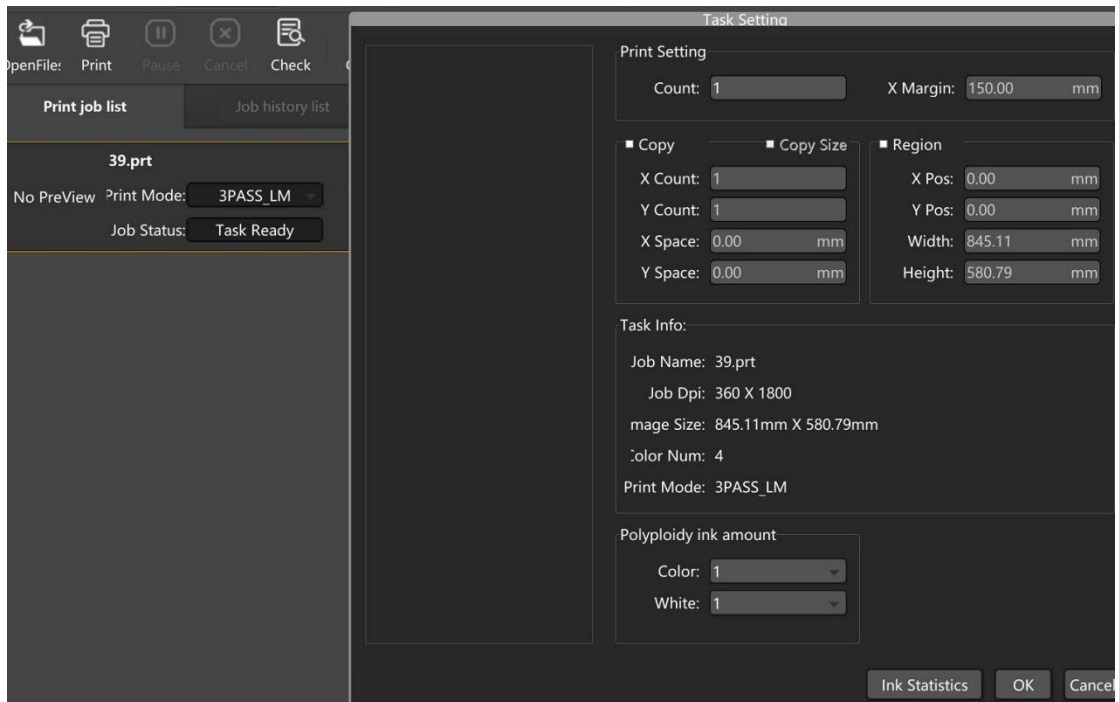 Task Setting
OpenFiles
Print
Pause
Cancel
Check
Print job list
Job history list
39.prt
No PreView
Print Mode: 3PASS_LM
Job Status: Task Ready
Print Setting
Count: 1
X Margin: 150.00 mm
Copy
Copy Size
X Count: 1
Y Count: 1
X Space: 0.00 mm
Y Space: 0.00 mm
Region
X Pos: 0.00 mm
Y Pos: 0.00 mm
Width: 845.11 mm
Height: 580.79 mm
Task Info:
Job Name: 39.prt
Job Dpi: 360 X 1800
mage Size: 845.11mm X 580.79mm
olor Num: 4
Print Mode: 3PASS_LM
Polyploidy ink amount
Color: 1
White: 1
Ink Statistics
OK
Cancel